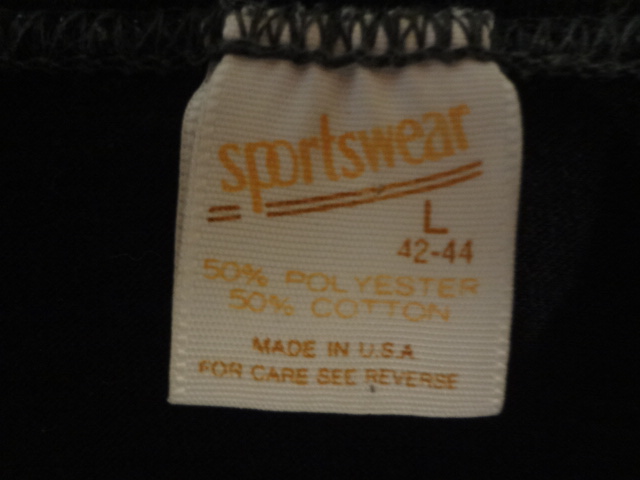 sportswear
L
42-44
50% POLYESTER
50% COTTON
MADE IN U.S.A
FOR CARE SEE REVERSE